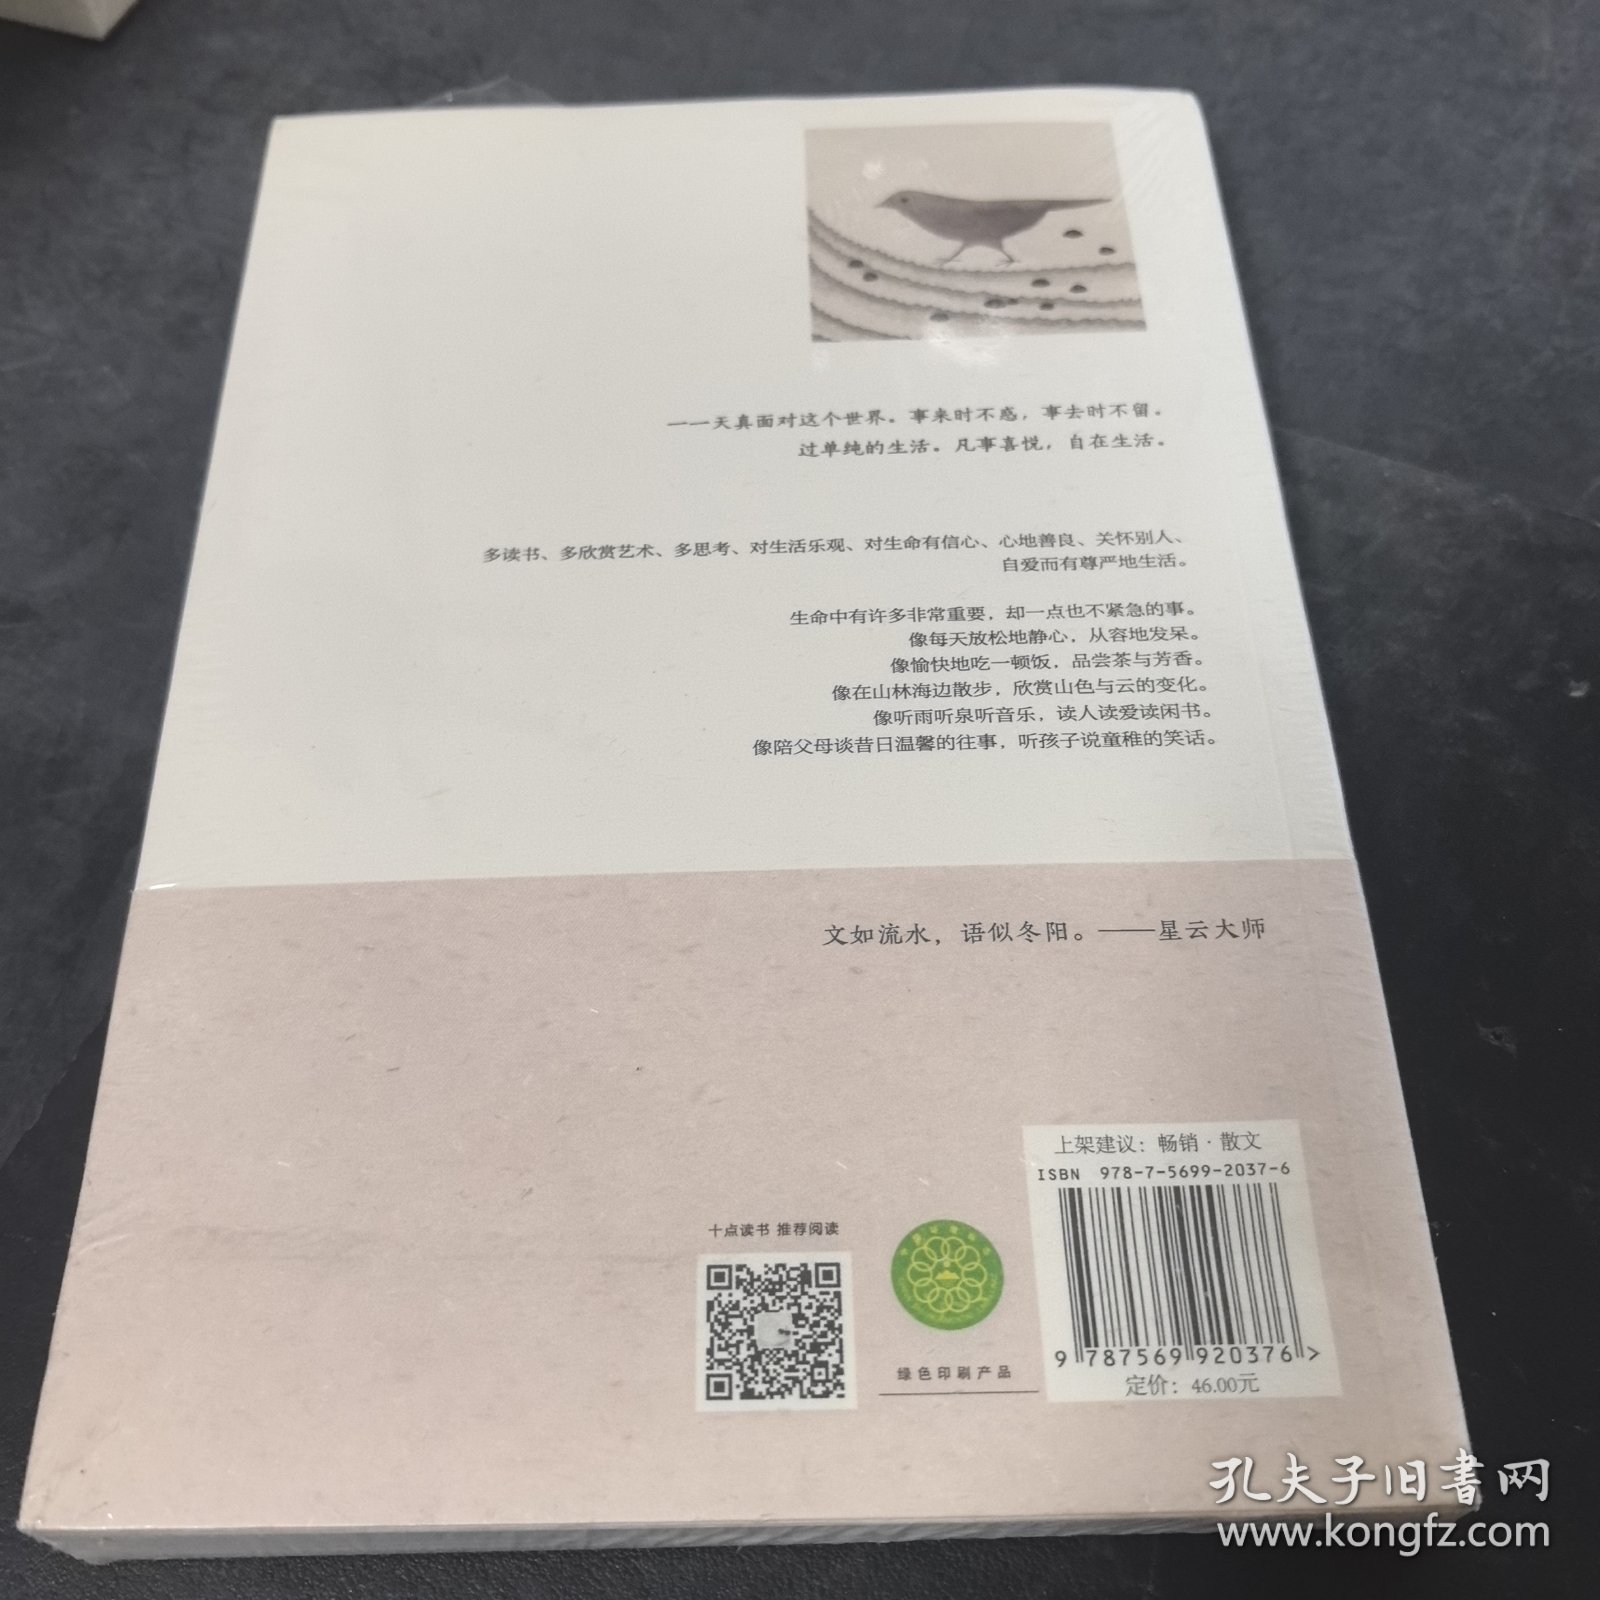 一一天真面对这个世界。事来时不惑，事去时不留。
过单纯的生活。凡事喜悦，自在生活。
多读书、多欣赏艺术、多思考、对生活乐观、对生命有信心、心地善良、关怀别人、
自爱而有尊严地生活。
生命中有许多非常重要，却一点也不紧急的事。
像每天放松地静心，从容地发呆。
像愉快地吃一顿饭，品尝茶与芳香。
像在山林海边散步，欣赏山色与云的变化。
像听雨听泉听音乐，读人读爱读闲书。
像陪父母谈昔日温馨的往事，听孩子说童稚的笑话。
文如流水，语似冬阳。——星云大师
上架建议：畅销·散文
ISBN 978-7-5699-2037-6
9 787569 920376 >
定价：46.00元
十点读书 推荐阅读
绿色印刷产品
孔夫子旧书网
www.kongfz.com